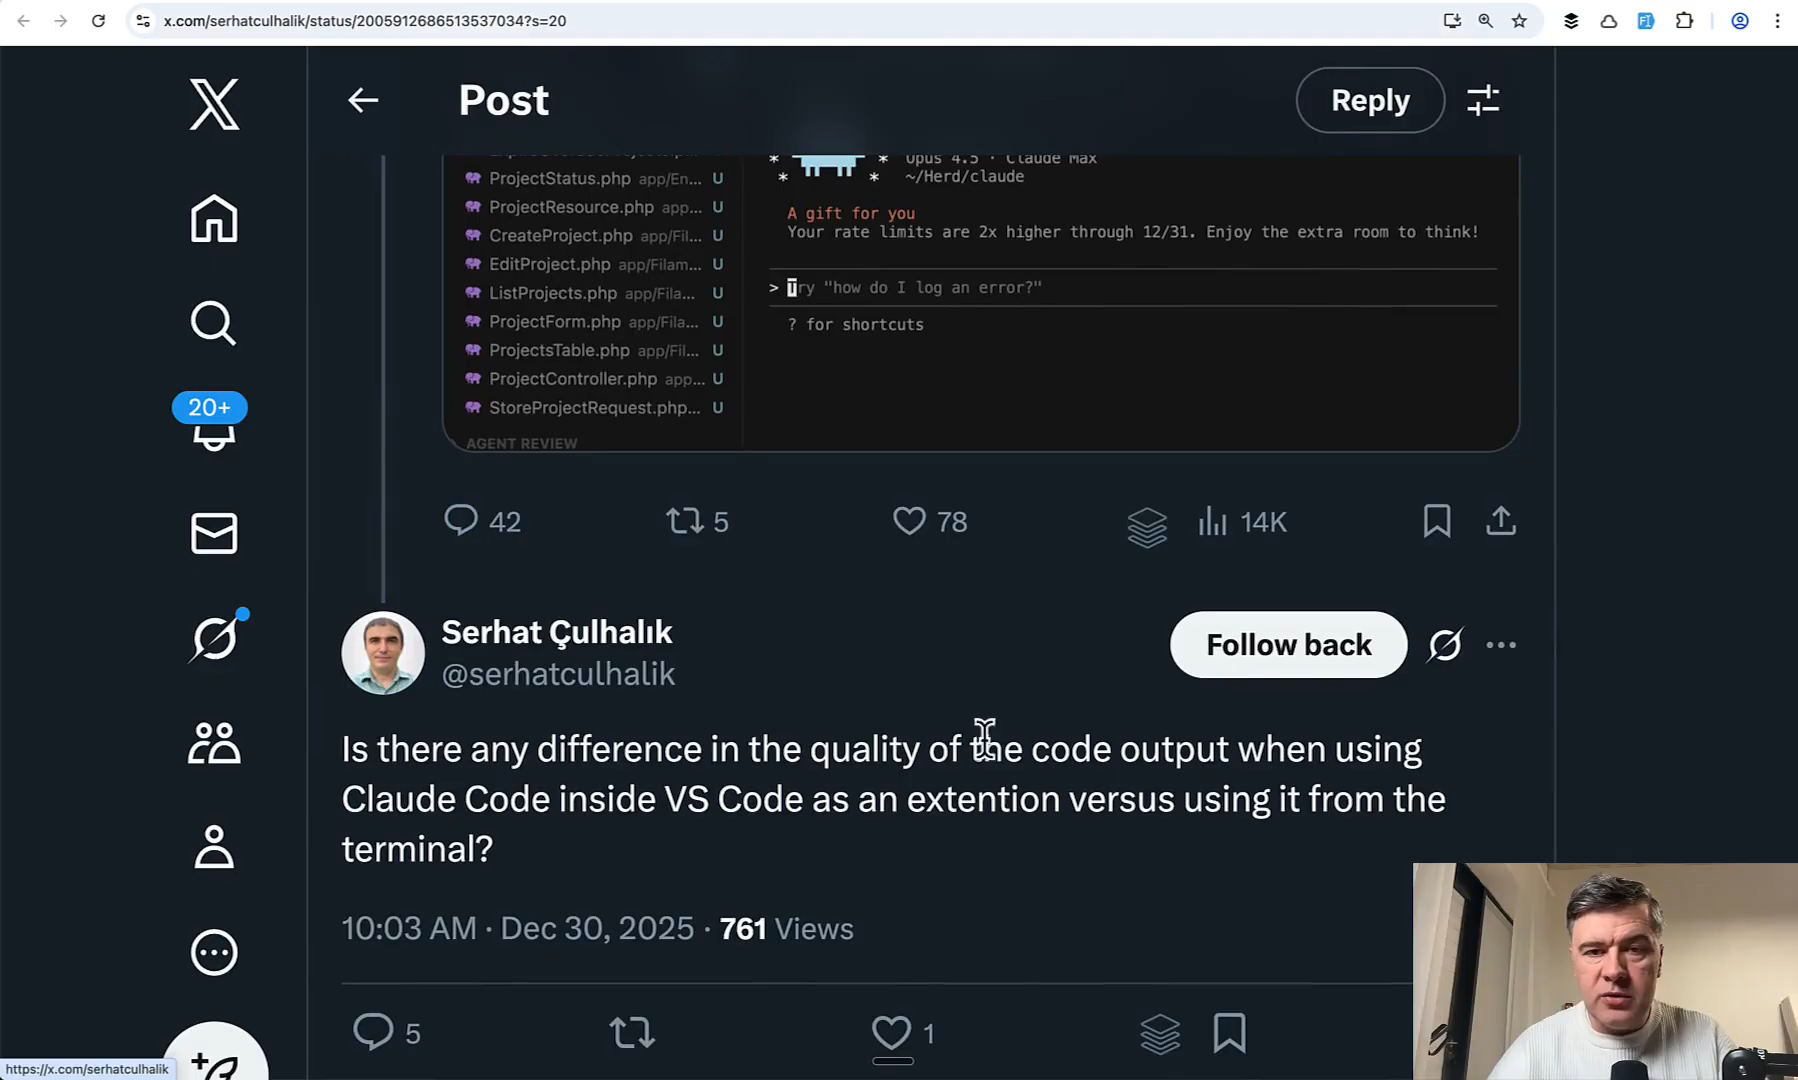 x.com/serhatculhalik/status/2005912686513537034?s=20
Post
Reply
20+
ProjectStatus.php app/En... U
ProjectResource.php app... U
CreateProject.php app/Fil... U
EditProject.php app/Filam... U
ListProjects.php app/Fila... U
ProjectForm.php app/Fila... U
ProjectsTable.php app/Fil... U
ProjectController.php app... U
StoreProjectRequest.php... U
AGENT REVIEW
* * Opus 4.5 · Claude Max
* * ~/Herd/claude
A gift for you
Your rate limits are 2x higher through 12/31. Enjoy the extra room to think!
> Try "how do I log an error?"
? for shortcuts
42 5 78 14K
Serhat Çulhalık
@serhatculhalik
Follow back
Is there any difference in the quality of the code output when using
Claude Code inside VS Code as an extention versus using it from the
terminal?
10:03 AM · Dec 30, 2025 · 761 Views
5 1
https://x.com/serhatculhalik